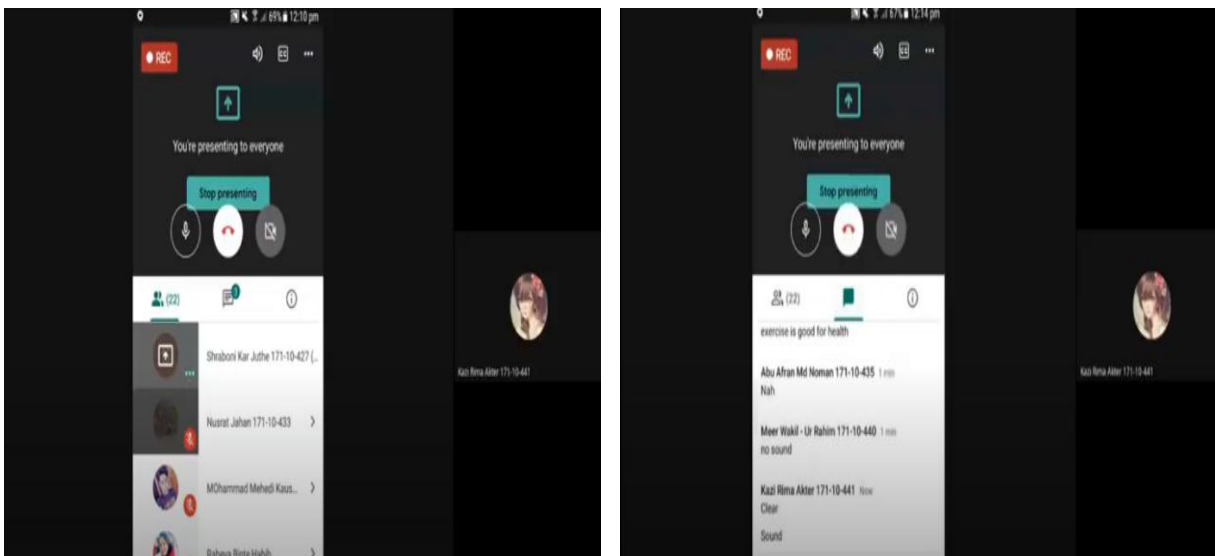 69% 12:10 pm
REC
You're presenting to everyone
Stop presenting
(22)
Shraboni Kar Juthe 171-10-427 (..
Nusrat Jahan 171-10-433
MOhammad Mehedi Kaus...
Rabeya Binte Habib
Kazi Rima Akter 171-10-441
67% 12:14 pm
REC
You're presenting to everyone
Stop presenting
(22)
exercise is good for health
Abu Afran Md Noman 171-10-435 1 min
Nah
Meer Wakil - Ur Rahim 171-10-440 1 min
no sound
Kazi Rima Akter 171-10-441 Now
Clear
Sound
Kazi Rima Akter 171-10-441